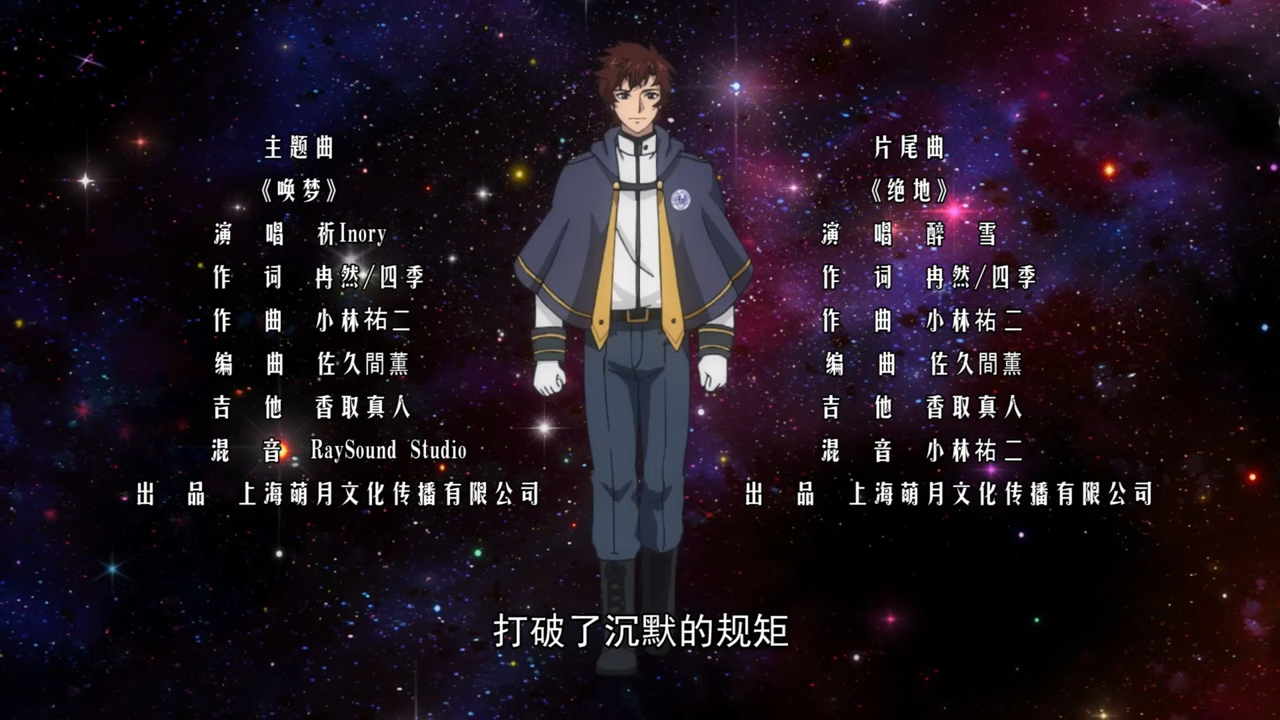 主题曲
《唤梦》
演 唱 祈Inory
作 词 冉然/四季
作 曲 小林祐二
编 曲 佐久間薫
吉 他 香取真人
混 音 RaySound Studio
出 品 上海萌月文化传播有限公司
片尾曲
《绝地》
演 唱 醉 雪
作 词 冉然/四季
作 曲 小林祐二
编 曲 佐久間薫
吉 他 香取真人
混 音 小林祐二
出 品 上海萌月文化传播有限公司
打破了沉默的规矩